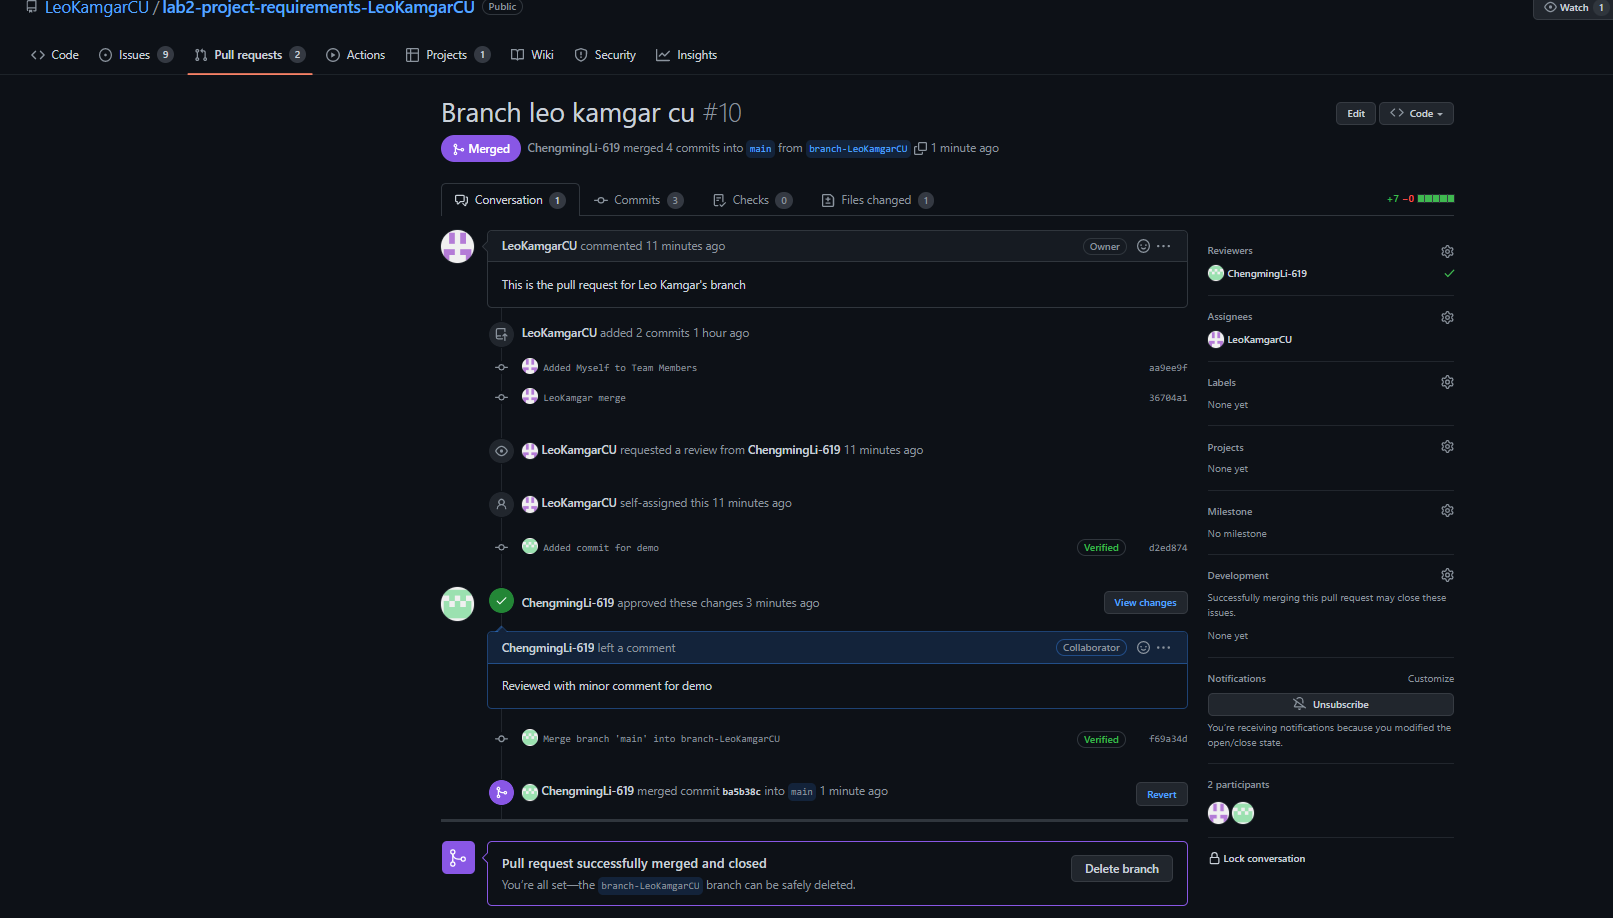 LeoKamgarCU / lab2-project-requirements-LeoKamgarCU Public
Watch 1
Code Issues 9 Pull requests 2 Actions Projects 1 Wiki Security Insights
Branch leo kamgar cu #10
Edit Code
Merged ChengmingLi-619 merged 4 commits into main from branch-LeoKamgarCU 1 minute ago
Conversation 1 Commits 3 Checks 0 Files changed 1
+7 −0
LeoKamgarCU commented 11 minutes ago Owner
This is the pull request for Leo Kamgar's branch
LeoKamgarCU added 2 commits 1 hour ago
Added Myself to Team Members aa9ee9f
LeoKamgar merge 36704a1
LeoKamgarCU requested a review from ChengmingLi-619 11 minutes ago
LeoKamgarCU self-assigned this 11 minutes ago
Added commit for demo Verified d2ed874
ChengmingLi-619 approved these changes 3 minutes ago View changes
ChengmingLi-619 left a comment Collaborator
Reviewed with minor comment for demo
Merge branch 'main' into branch-LeoKamgarCU Verified f69a34d
ChengmingLi-619 merged commit ba5b38c into main 1 minute ago Revert
Pull request successfully merged and closed
You're all set—the branch-LeoKamgarCU branch can be safely deleted.
Delete branch
Reviewers
ChengmingLi-619
Assignees
LeoKamgarCU
Labels
None yet
Projects
None yet
Milestone
No milestone
Development
Successfully merging this pull request may close these
issues.
None yet
Notifications Customize
Unsubscribe
You're receiving notifications because you modified the
open/close state.
2 participants
Lock conversation